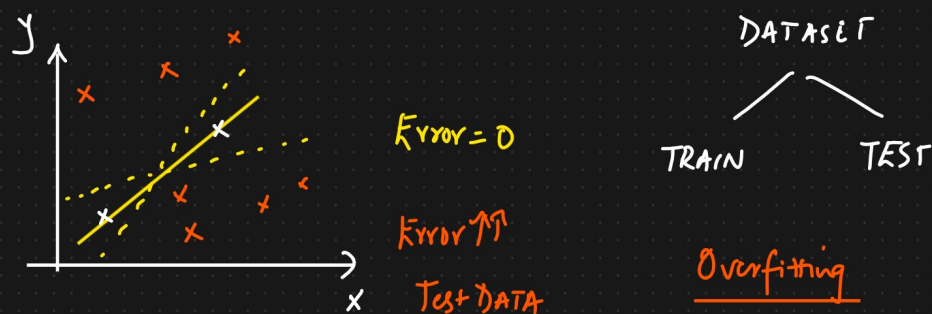 y
x
Error = 0
Error ↑↑
Test DATA
DATASET
TRAIN TEST
Overfitting